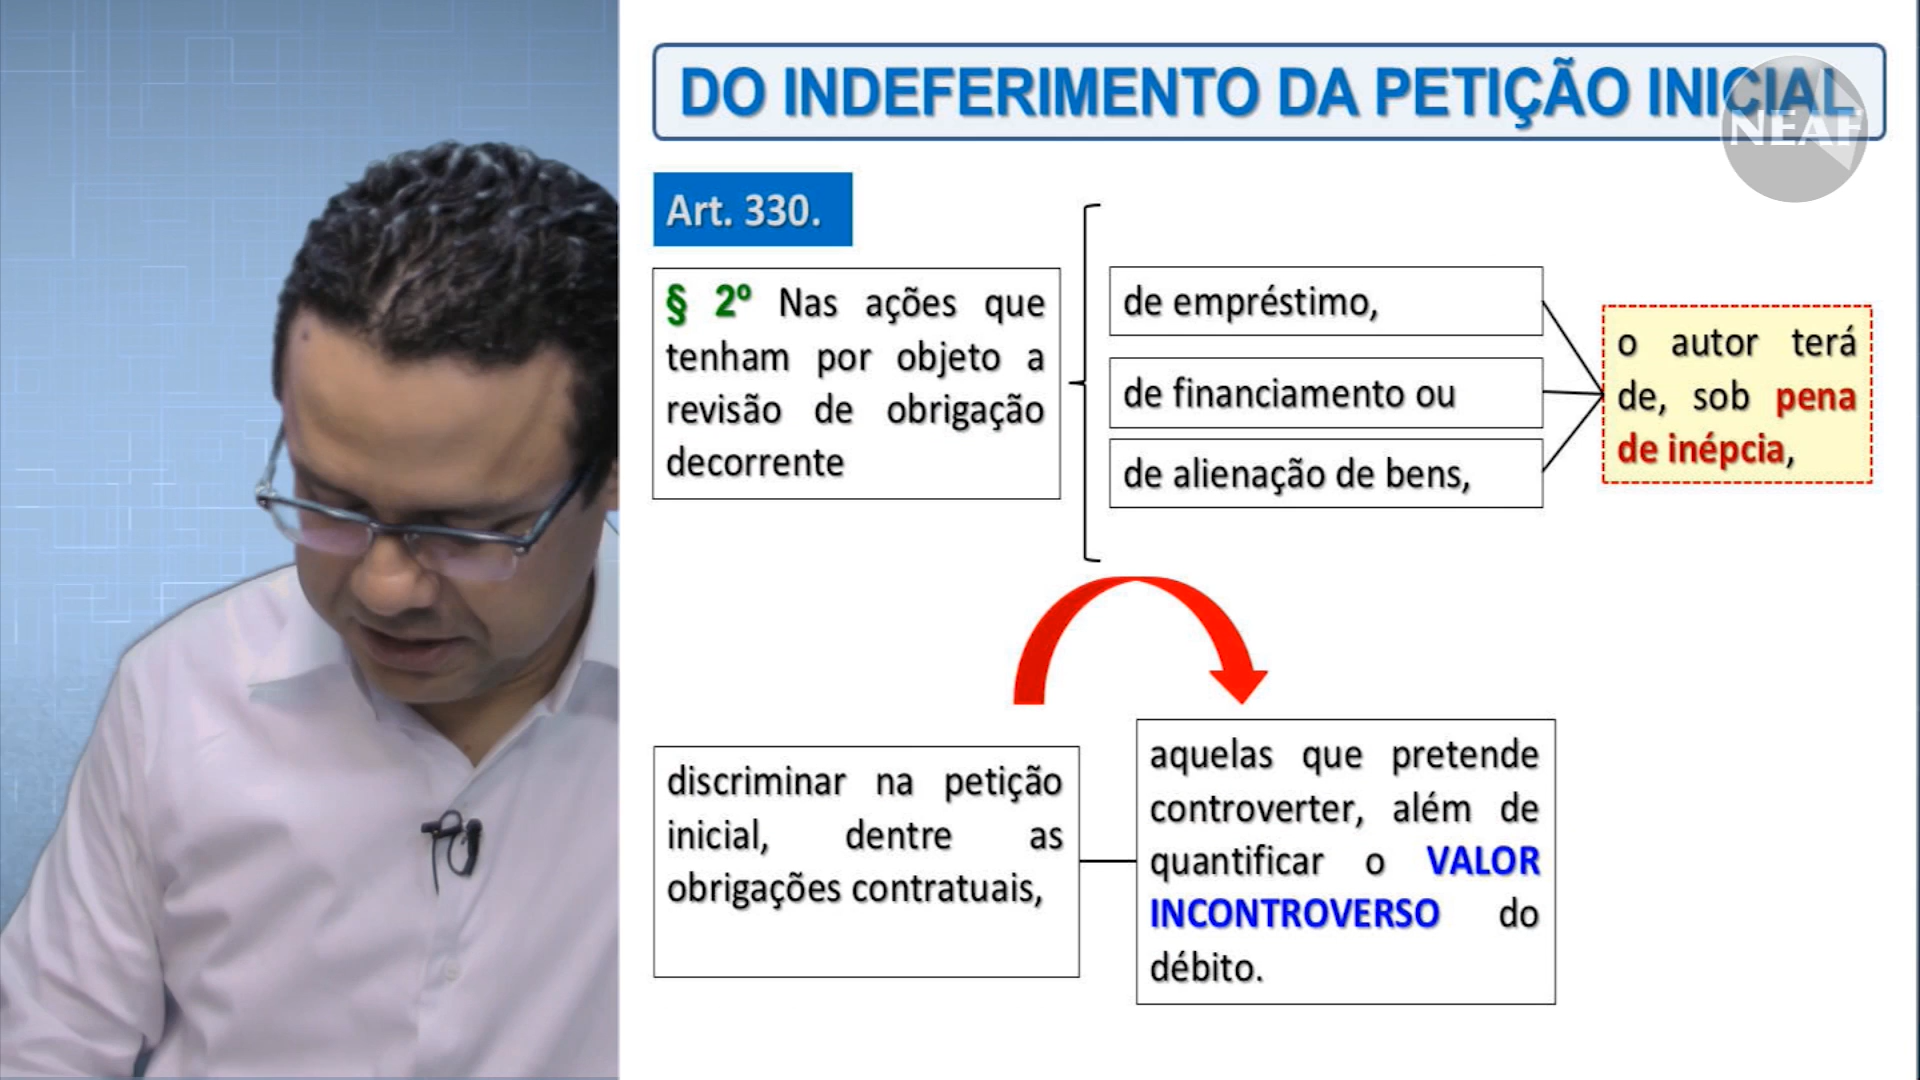 DO INDEFERIMENTO DA PETIÇÃO INICIAL
NEAF
Art. 330.
§ 2º Nas ações que
tenham por objeto a
revisão de obrigação
decorrente
de empréstimo,
de financiamento ou
de alienação de bens,
o autor terá
de, sob pena
de inépcia,
discriminar na petição
inicial, dentre as
obrigações contratuais,
aquelas que pretende
controverter, além de
quantificar o VALOR
INCONTROVERSO do
débito.